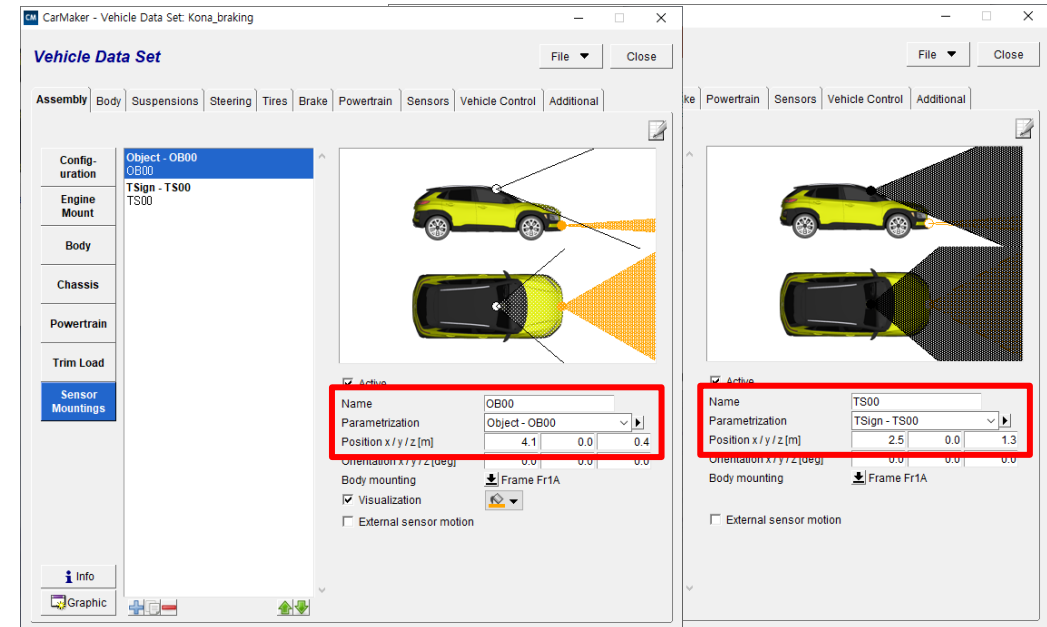 CM CarMaker - Vehicle Data Set: Kona_braking
Vehicle Data Set
File Close
Assembly Body Suspensions Steering Tires Brake Powertrain Sensors Vehicle Control Additional
Config-
uration
Engine
Mount
Body
Chassis
Powertrain
Trim Load
Sensor
Mountings
i Info
Graphic
Object - OB00
OB00
TSign - TS00
TS00
Active
Name OB00
Parametrization Object - OB00
Position x / y / z [m] 4.1 0.0 0.4
Orientation x / y / z [deg] 0.0 0.0 0.0
Body mounting Frame Fr1A
Visualization
External sensor motion
File Close
ke Powertrain Sensors Vehicle Control Additional
Active
Name TS00
Parametrization TSign - TS00
Position x / y / z [m] 2.5 0.0 1.3
Orientation x / y / z [deg] 0.0 0.0 0.0
Body mounting Frame Fr1A
External sensor motion